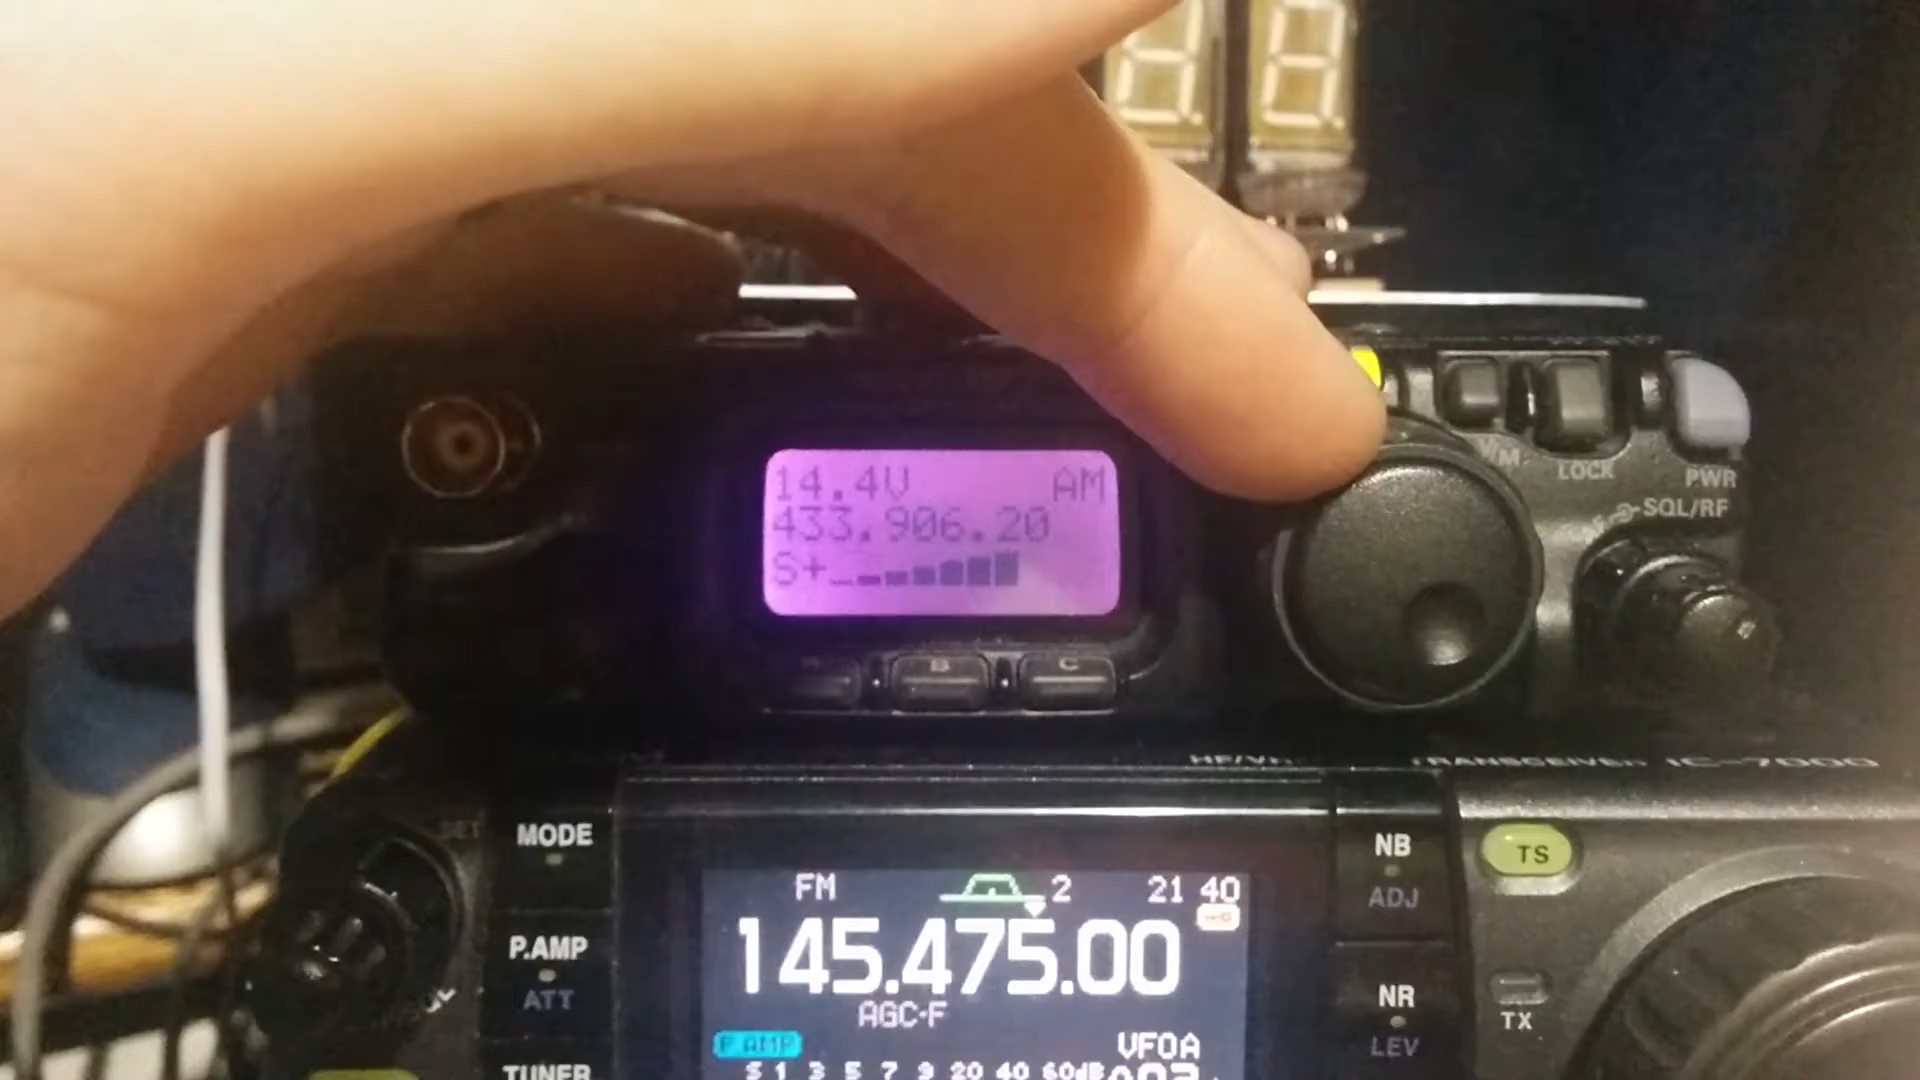 14.4V AM
433.906.20
S+
V/M LOCK PWR
SQL/RF
B C
TRANSCEIVER IC-7000
SET
MODE
NB
TS
ADJ
FM 2 21 40
145.475.00
P.AMP
ATT
AGC-F
NR
TX
LEV
P.AMP VFOA
TUNER
S 1 3 5 7 9 20 40 60dB